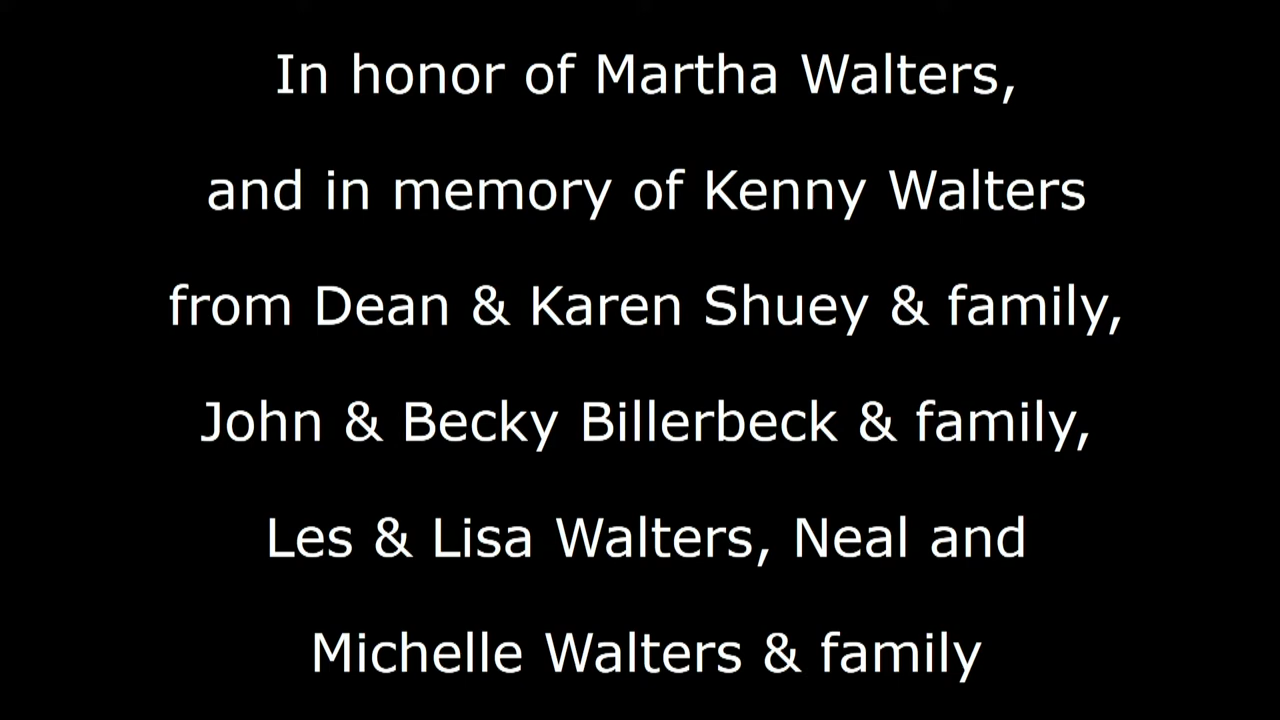 In honor of Martha Walters,
and in memory of Kenny Walters
from Dean & Karen Shuey & family,
John & Becky Billerbeck & family,
Les & Lisa Walters, Neal and
Michelle Walters & family